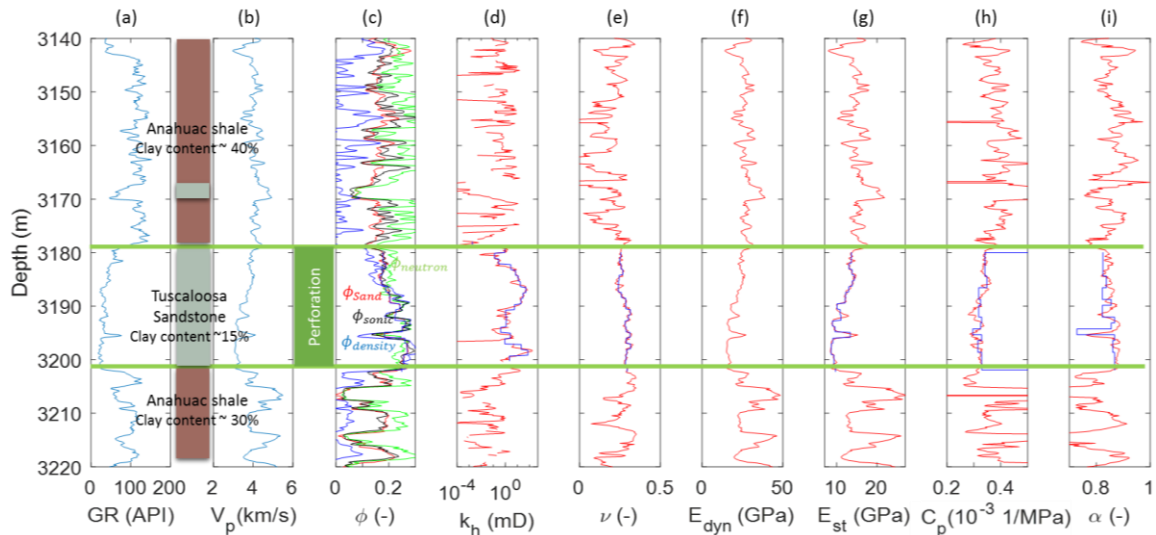 (a) (b) (c) (d) (e) (f) (g) (h) (i)
3140
3150
3160
3170
3180
3190
3200
3210
3220
Depth (m)
Anahuac shale
Clay content ~ 40%
Tuscaloosa
Sandstone
Clay content ~15%
Anahuac shale
Clay content ~ 30%
Perforation
ϕneutron
ϕSand
ϕsonic
ϕdensity
0 100 200
GR (API)
2 4 6
Vp(km/s)
0 0.2
ϕ (-)
10⁻⁴ 10⁰
kh (mD)
0 0.5
ν (-)
0 50
Edyn (GPa)
10 20
Est (GPa)
0.2 0.4
Cp(10⁻³ 1/MPa)
0.8 1
α (-)